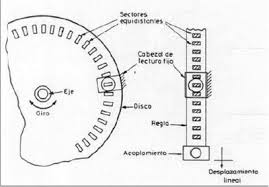 Sectores
equidistantes
Cabezal de
lectura fijo
Eje
Giro
Disco
Regla
Acoplamiento
Desplazamiento
lineal